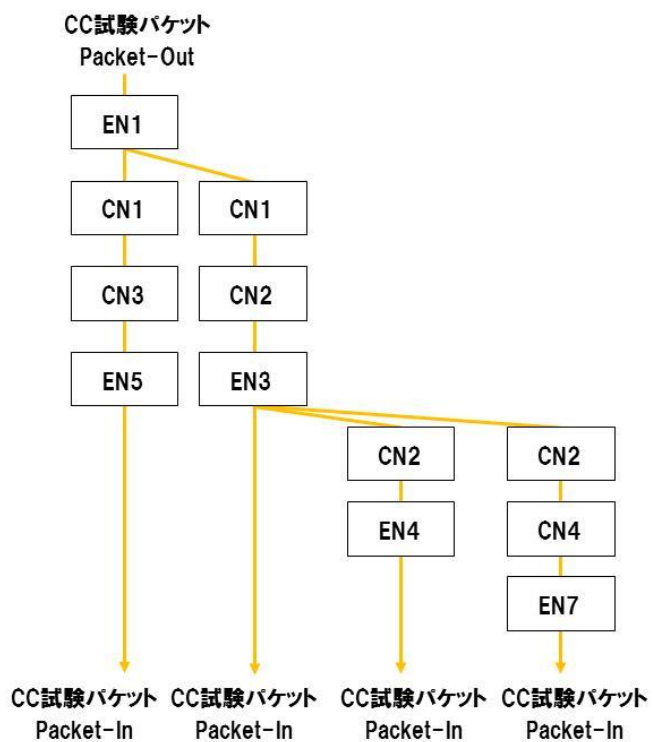 CC試験パケット
Packet-Out
EN1
CN1
CN1
CN3
CN2
EN5
EN3
CN2
CN2
EN4
CN4
EN7
CC試験パケット
Packet-In
CC試験パケット
Packet-In
CC試験パケット
Packet-In
CC試験パケット
Packet-In